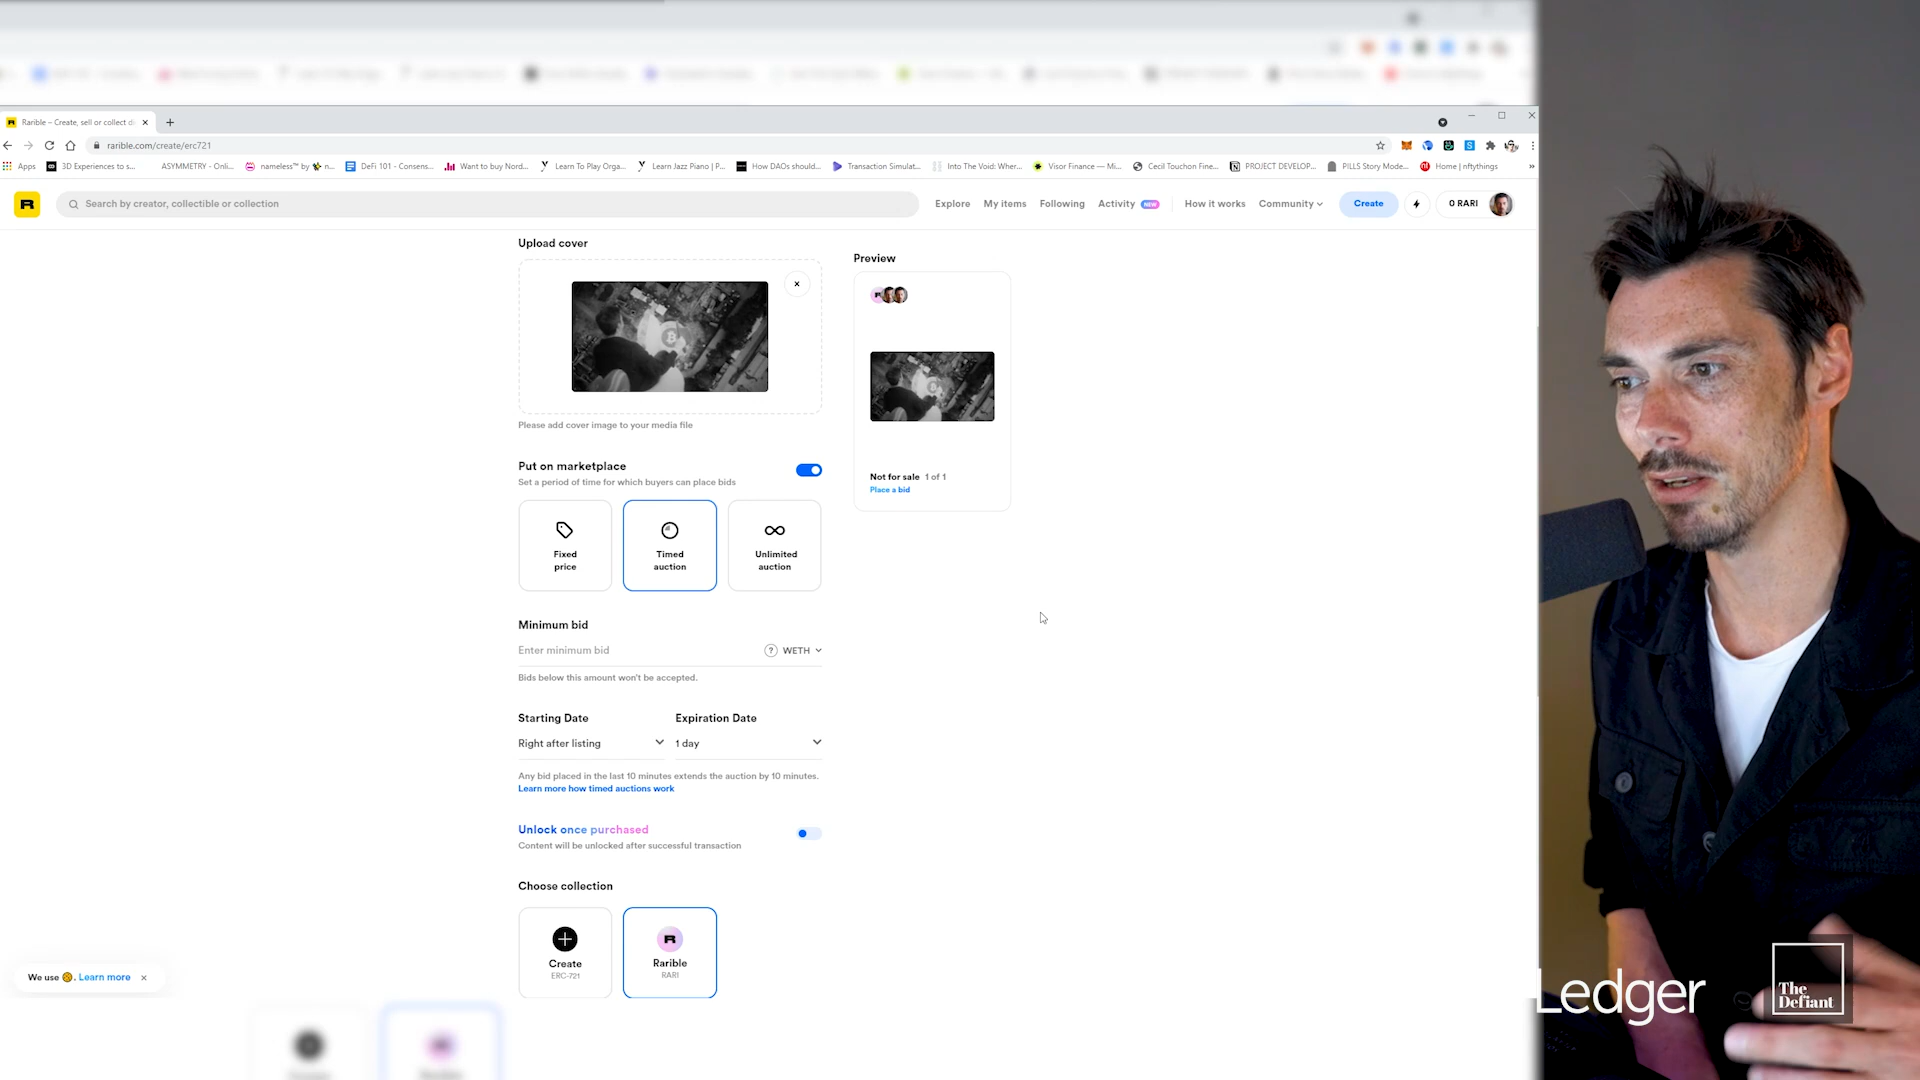 Rarible – Create, sell or collect di
rarible.com/create/erc721
Apps
3D Experiences to s...
ASYMMETRY - Onli...
nameless™ by
n...
DeFi 101 - Consens...
Want to buy Nord...
Learn To Play Orga...
Learn Jazz Piano | P...
How DAOs should...
Transaction Simulat...
Into The Void: Wher...
Visor Finance — Mi...
Cecil Touchon Fine...
PROJECT DEVELOP...
PILLS Story Mode...
Home | nftythings
»
R
Search by creator, collectible or collection
Explore
My items
Following
Activity
NEW
How it works
Community
Create
0 RARI
Upload cover
Please add cover image to your media file
Preview
Not for sale 1 of 1
Place a bid
Put on marketplace
Set a period of time for which buyers can place bids
Fixed
price
Timed
auction
Unlimited
auction
Minimum bid
Enter minimum bid
? WETH
Bids below this amount won't be accepted.
Starting Date
Expiration Date
Right after listing
1 day
Any bid placed in the last 10 minutes extends the auction by 10 minutes.
Learn more how timed auctions work
Unlock once purchased
Content will be unlocked after successful transaction
Choose collection
Create
ERC-721
R
Rarible
RARI
We use 🍪. Learn more
Ledger
The
Defiant